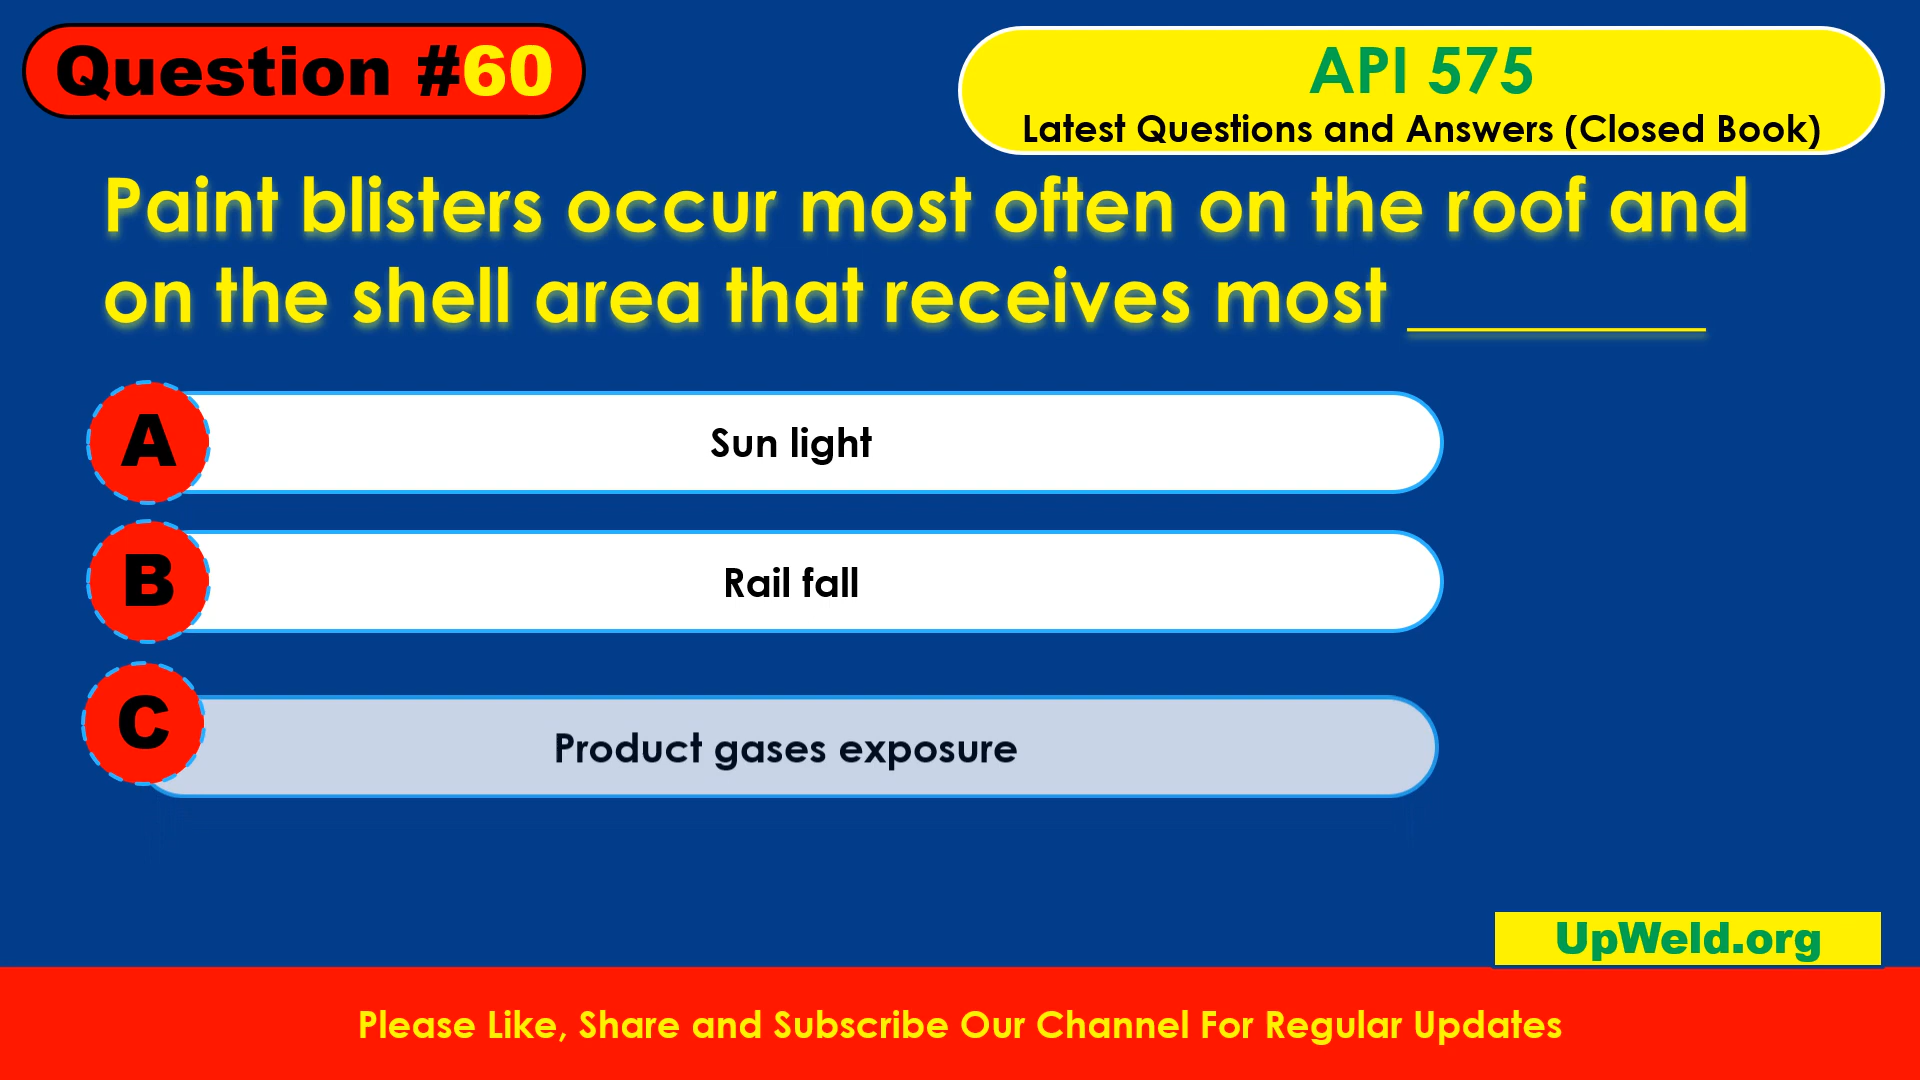 Question #60
API 575
Latest Questions and Answers (Closed Book)
Paint blisters occur most often on the roof and
on the shell area that receives most ________
A
Sun light
B
Rail fall
C
Product gases exposure
UpWeld.org
Please Like, Share and Subscribe Our Channel For Regular Updates